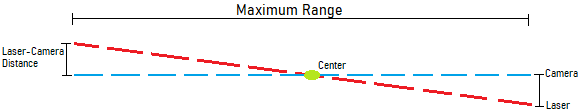 Maximum Range
Laser-Camera
Distance
Center
Camera
Laser